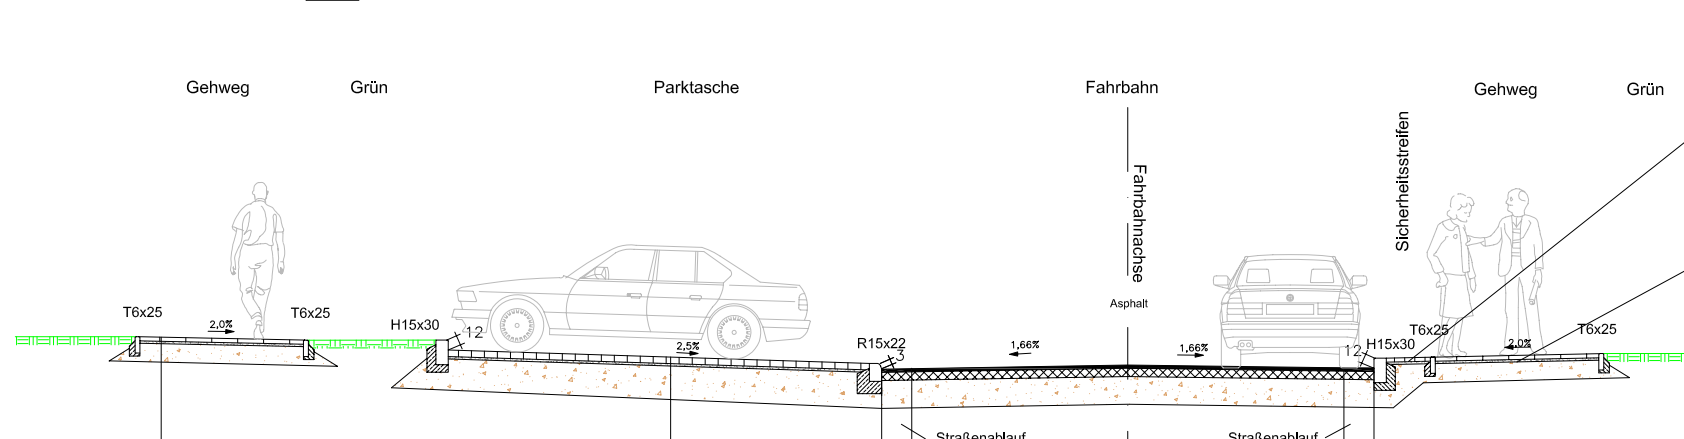 Gehweg
Grün
Parktasche
Fahrbahn
Gehweg
Grün
Sicherheitsstreifen
Fahrbahnachse
Asphalt
T6x25
2,0%
T6x25
H15x30
12
2,5%
R15x22
3
1,66%
1,66%
12
H15x30
T6x25
2,0%
T6x25
Straßenablauf
Straßenablauf